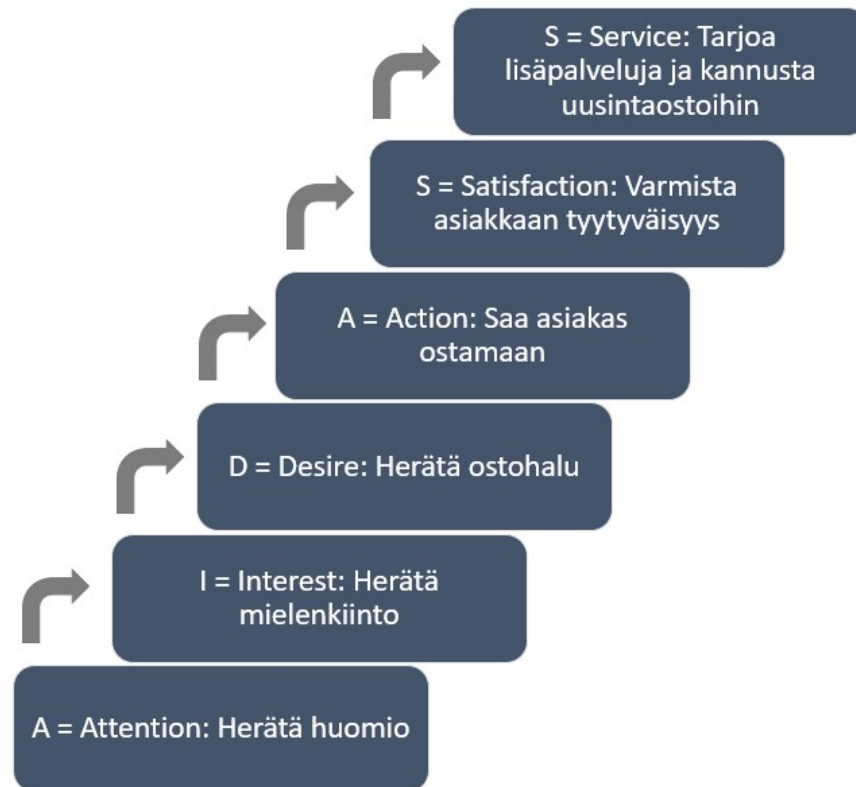 S = Service: Tarjoa
lisäpalveluja ja kannusta
uusintaostoihin
S = Satisfaction: Varmista
asiakkaan tyytyväisyys
A = Action: Saa asiakas
ostamaan
D = Desire: Herätä ostohalu
I = Interest: Herätä
mielenkiinto
A = Attention: Herätä huomio